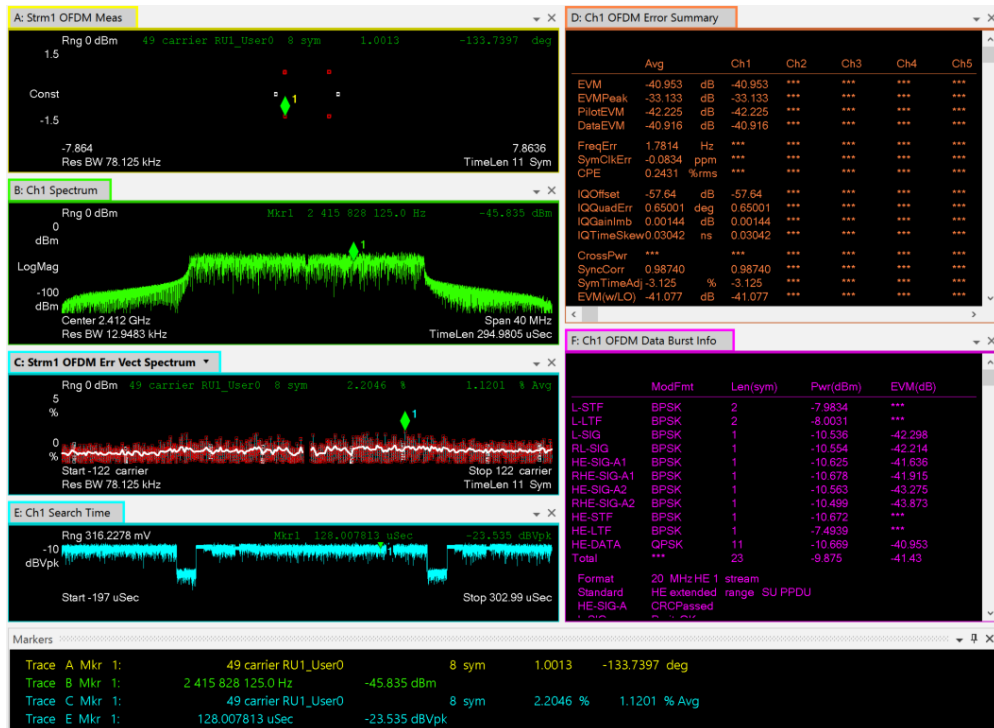 A: Strm1 OFDM Meas
Rng 0 dBm 49 carrier RU1_User0 8 sym 1.0013 -133.7397 deg
1.5
Const
1
-1.5
-7.864 7.8636
Res BW 78.125 kHz TimeLen 11 Sym
B: Ch1 Spectrum
Rng 0 dBm Mkr1 2 415 828 125.0 Hz -45.835 dBm
0
dBm
1
LogMag
-100
dBm
Center 2.412 GHz Span 40 MHz
Res BW 12.9483 kHz TimeLen 294.9805 uSec
C: Strm1 OFDM Err Vect Spectrum
Rng 0 dBm 49 carrier RU1_User0 8 sym 2.2046 % 1.1201 % Avg
5
%
1
0
%
Start -122 carrier Stop 122 carrier
Res BW 78.125 kHz TimeLen 11 Sym
E: Ch1 Search Time
Rng 316.2278 mV Mkr1 128.007813 uSec -23.535 dBVpk
-10
dBVpk
1
Start -197 uSec Stop 302.99 uSec
D: Ch1 OFDM Error Summary
Avg Ch1 Ch2 Ch3 Ch4 Ch5
EVM -40.953 dB -40.953 *** *** *** ***
EVMPeak -33.133 dB -33.133 *** *** *** ***
PilotEVM -42.225 dB -42.225 *** *** *** ***
DataEVM -40.916 dB -40.916 *** *** *** ***
FreqErr 1.7814 Hz *** *** *** *** ***
SymClkErr -0.0834 ppm *** *** *** *** ***
CPE 0.2431 %rms *** *** *** *** ***
IQOffset -57.64 dB -57.64 *** *** *** ***
IQQuadErr 0.65001 deg 0.65001 *** *** *** ***
IQGainImb 0.00144 dB 0.00144 *** *** *** ***
IQTimeSkew 0.03042 ns 0.03042 *** *** *** ***
CrossPwr *** *** *** *** *** ***
SyncCorr 0.98740 0.98740 *** *** *** ***
SymTimeAdj -3.125 % -3.125 *** *** *** ***
EVM(w/LO) -41.077 dB -41.077 *** *** *** ***
F: Ch1 OFDM Data Burst Info
ModFmt Len(sym) Pwr(dBm) EVM(dB)
L-STF BPSK 2 -7.9834 ***
L-LTF BPSK 2 -8.0031 ***
L-SIG BPSK 1 -10.536 -42.298
RL-SIG BPSK 1 -10.554 -42.214
HE-SIG-A1 BPSK 1 -10.625 -41.636
RHE-SIG-A1 BPSK 1 -10.678 -41.915
HE-SIG-A2 BPSK 1 -10.563 -43.275
RHE-SIG-A2 BPSK 1 -10.499 -43.873
HE-STF BPSK 1 -10.672 ***
HE-LTF BPSK 1 -7.4939 ***
HE-DATA QPSK 11 -10.669 -40.953
Total *** 23 -9.875 -41.43
Format 20 MHz HE 1 stream
Standard HE extended range SU PPDU
HE-SIG-A CRCPassed
Markers
Trace A Mkr 1: 49 carrier RU1_User0 8 sym 1.0013 -133.7397 deg
Trace B Mkr 1: 2 415 828 125.0 Hz -45.835 dBm
Trace C Mkr 1: 49 carrier RU1_User0 8 sym 2.2046 % 1.1201 % Avg
Trace E Mkr 1: 128.007813 uSec -23.535 dBVpk